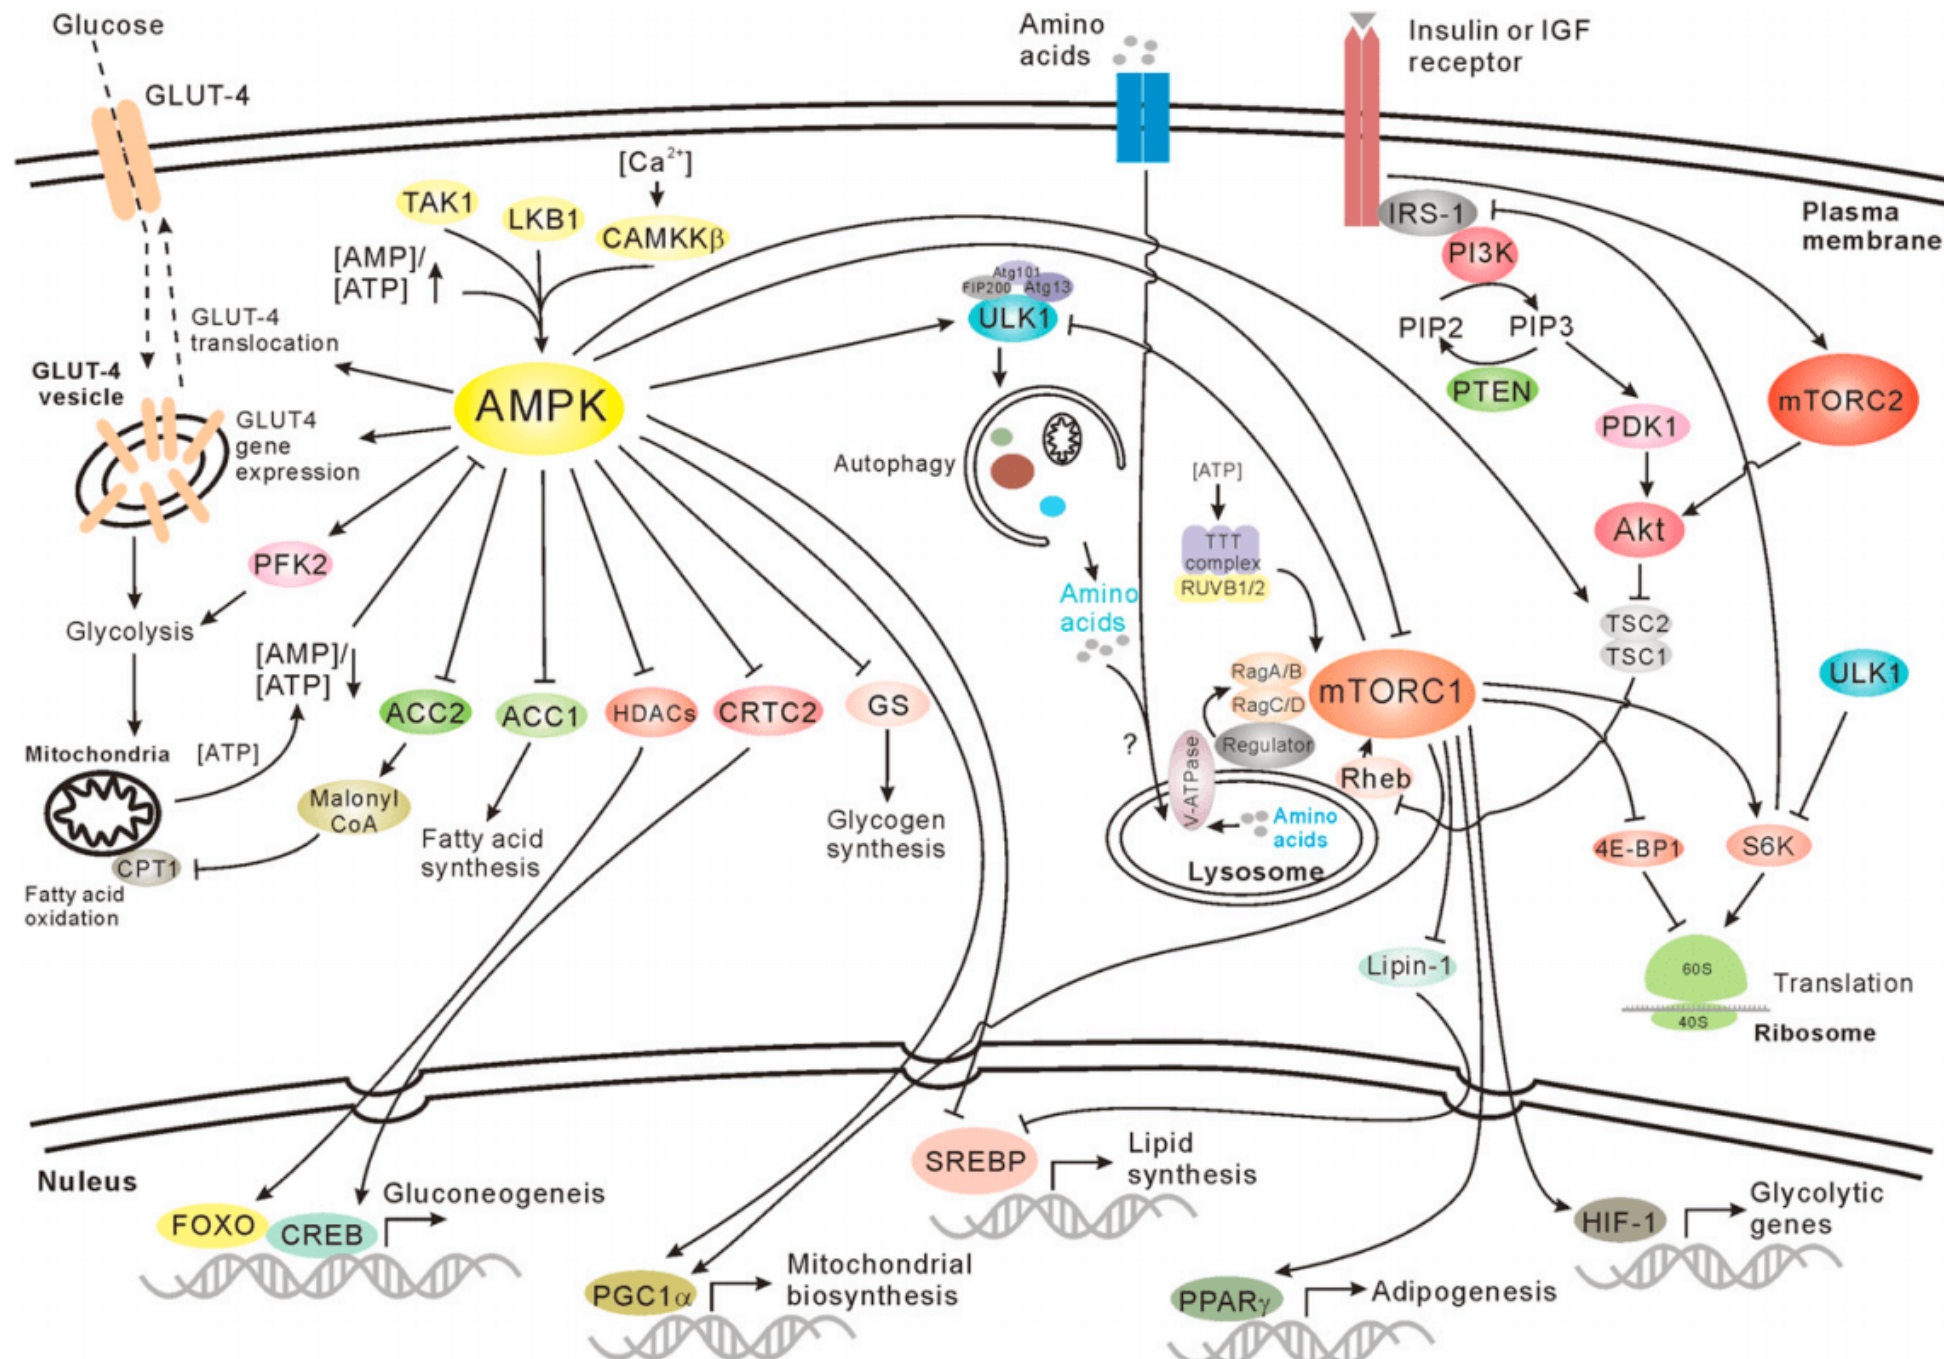 Glucose
GLUT-4
Amino
acids
Insulin or IGF
receptor
Plasma
membrane
[Ca2+]
TAK1
LKB1
CAMKKβ
[AMP]/
[ATP]
GLUT-4
translocation
GLUT-4
vesicle
GLUT4
gene
expression
AMPK
Atg101
FIP200
Atg13
ULK1
Autophagy
IRS-1
PI3K
PIP2
PIP3
PTEN
PDK1
mTORC2
Akt
TSC2
TSC1
ULK1
[ATP]
TTT
complex
RUVB1/2
Amino
acids
PFK2
Glycolysis
[AMP]/
[ATP]
Mitochondria
[ATP]
ACC2
ACC1
HDACs
CRTC2
GS
Malonyl
CoA
CPT1
Fatty acid
oxidation
Fatty acid
synthesis
Glycogen
synthesis
RagA/B
RagC/D
mTORC1
?
V-ATPase
Regulator
Rheb
Amino
acids
Lysosome
4E-BP1
S6K
Lipin-1
60S
40S
Translation
Ribosome
Nuleus
FOXO
CREB
Gluconeogeneis
PGC1α
Mitochondrial
biosynthesis
SREBP
Lipid
synthesis
PPARγ
Adipogenesis
HIF-1
Glycolytic
genes